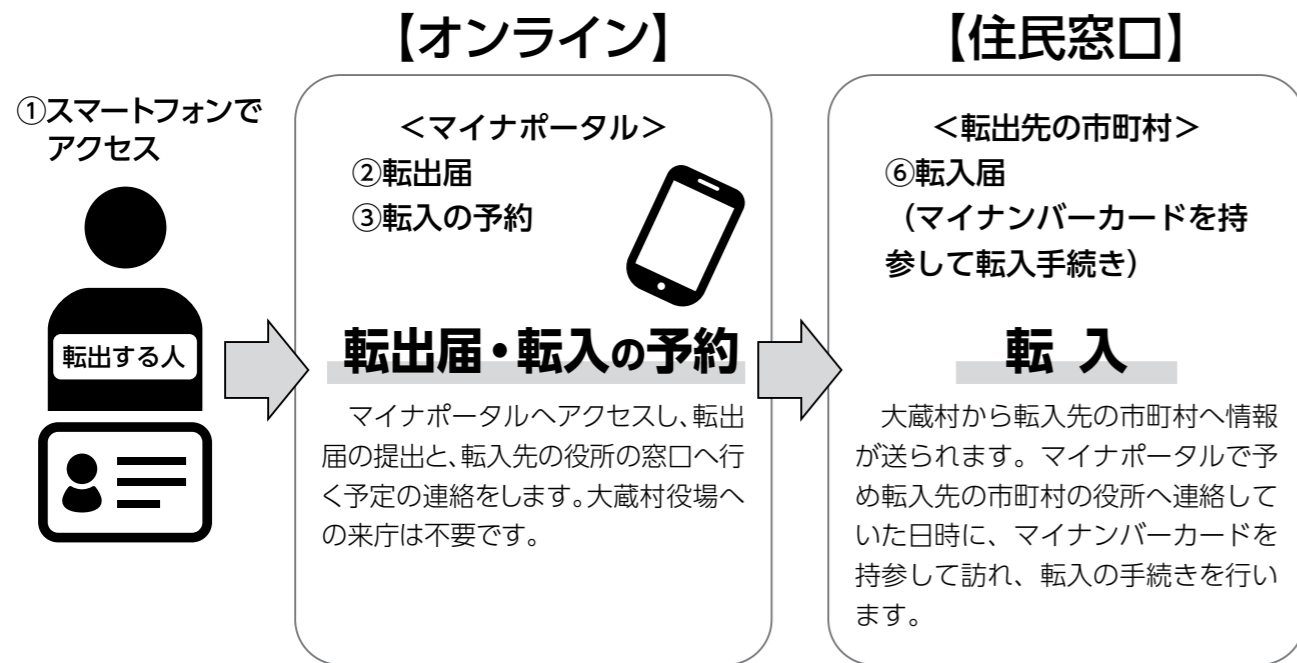 ①スマートフォンで
アクセス
転出する人
【オンライン】
<マイナポータル>
②転出届
③転入の予約
転出届・転入の予約
マイナポータルへアクセスし、転出
届の提出と、転入先の役所の窓口へ行
く予定の連絡をします。大蔵村役場へ
の来庁は不要です。
【住民窓口】
<転出先の市町村>
⑥転入届
(マイナンバーカードを持
参して転入手続き)
転 入
大蔵村から転入先の市町村へ情報
が送られます。マイナポータルで予
め転入先の市町村の役所へ連絡して
いた日時に、マイナンバーカードを
持参して訪れ、転入の手続きを行い
ます。